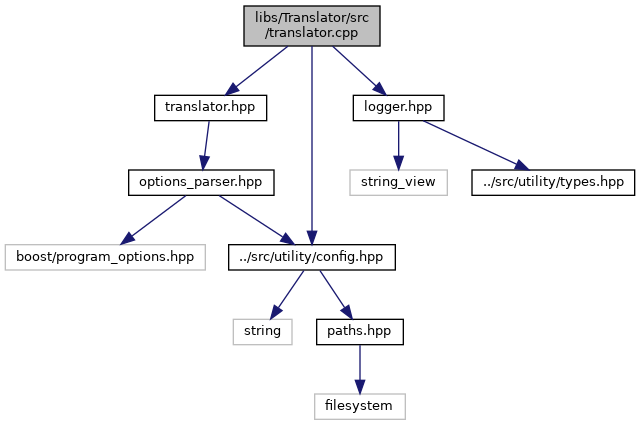 libs/Translator/src
/translator.cpp
translator.hpp
logger.hpp
options_parser.hpp
string_view
../src/utility/types.hpp
boost/program_options.hpp
../src/utility/config.hpp
string
paths.hpp
filesystem